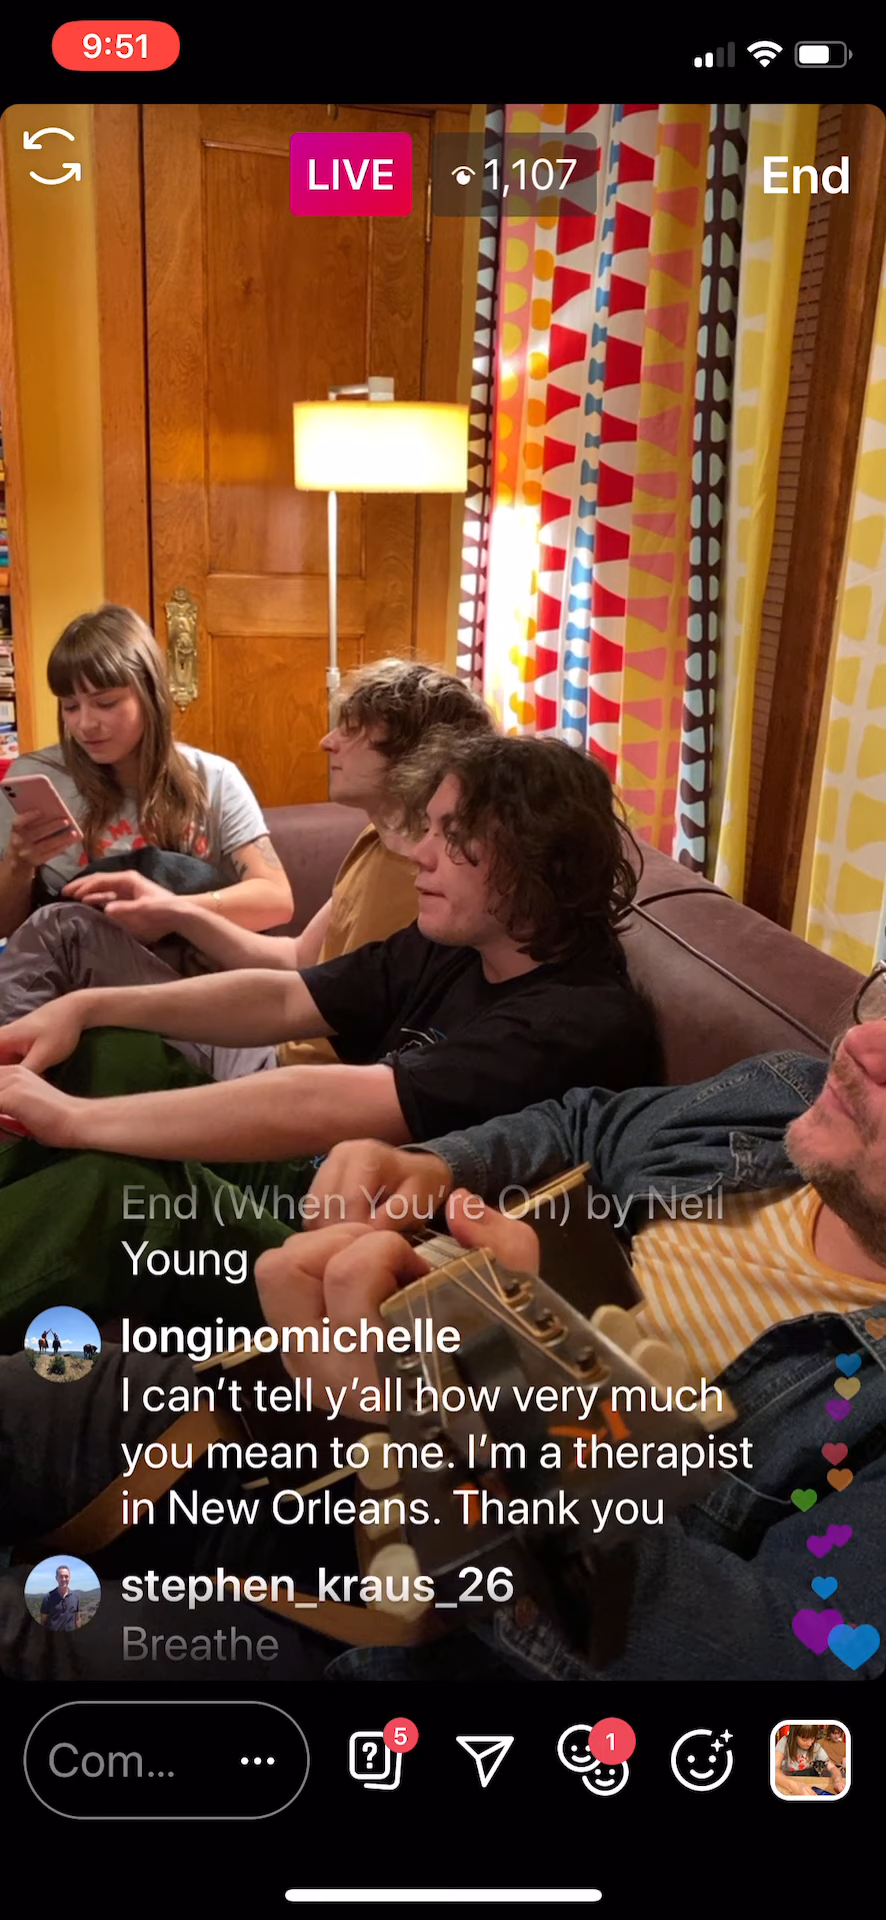 9:51
LIVE
1,107
End
End (When You're On) by Neil
Young
longinomichelle
I can't tell y'all how very much
you mean to me. I'm a therapist
in New Orleans. Thank you
stephen_kraus_26
Breathe
Com...
?
5
1